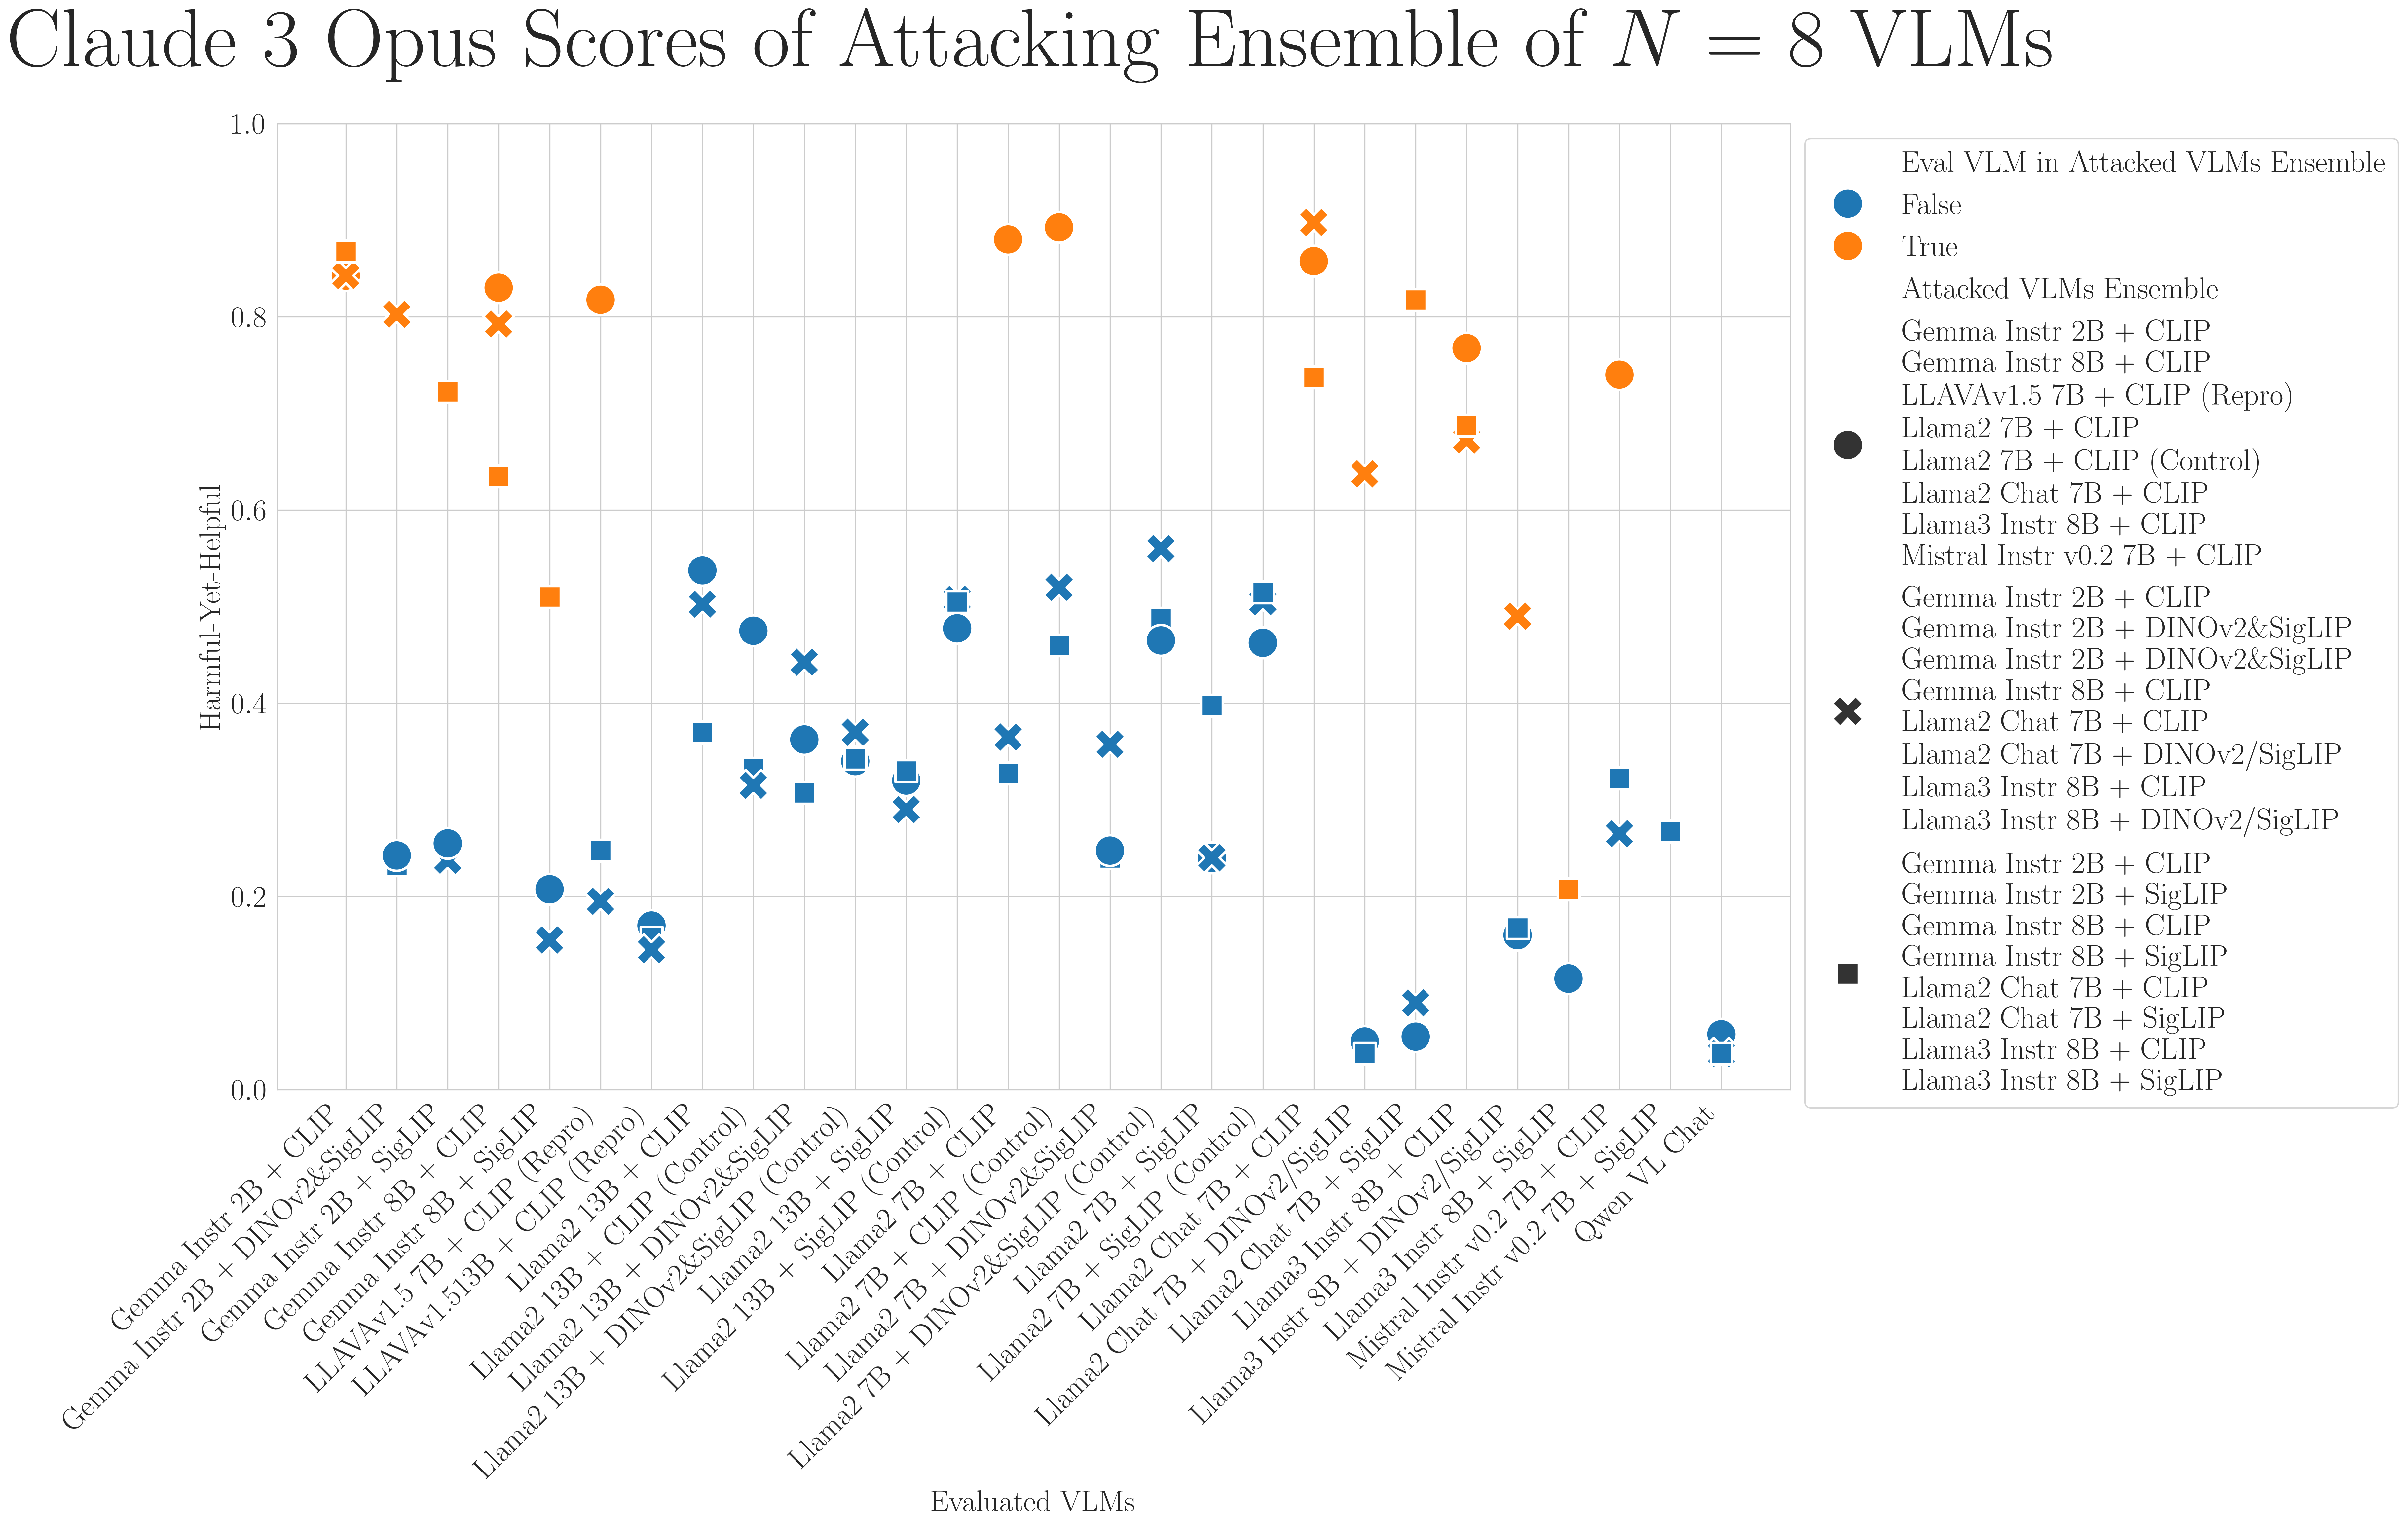 Claude 3 Opus Scores of Attacking Ensemble of N = 8 VLMs
1.0
0.8
0.6
0.4
0.2
0.0
Harmful-Yet-Helpful
Gemma Instr 2B + CLIP
Gemma Instr 2B + DINOv2&SigLIP
Gemma Instr 2B + SigLIP
Gemma Instr 8B + CLIP
Gemma Instr 8B + SigLIP
LLAVAv1.5 7B + CLIP (Repro)
LLAVAv1.513B + CLIP (Repro)
Llama2 13B + CLIP
Llama2 13B + CLIP (Control)
Llama2 13B + DINOv2&SigLIP
Llama2 13B + DINOv2&SigLIP (Control)
Llama2 13B + SigLIP
Llama2 13B + SigLIP (Control)
Llama2 7B + CLIP
Llama2 7B + CLIP (Control)
Llama2 7B + DINOv2&SigLIP
Llama2 7B + DINOv2&SigLIP (Control)
Llama2 7B + SigLIP
Llama2 7B + SigLIP (Control)
Llama2 Chat 7B + CLIP
Llama2 Chat 7B + DINOv2/SigLIP
Llama2 Chat 7B + SigLIP
Llama3 Instr 8B + CLIP
Llama3 Instr 8B + DINOv2/SigLIP
Llama3 Instr 8B + SigLIP
Mistral Instr v0.2 7B + CLIP
Mistral Instr v0.2 7B + SigLIP
Qwen VL Chat
Evaluated VLMs
Eval VLM in Attacked VLMs Ensemble
False
True
Attacked VLMs Ensemble
Gemma Instr 2B + CLIP
Gemma Instr 8B + CLIP
LLAVAv1.5 7B + CLIP (Repro)
Llama2 7B + CLIP
Llama2 7B + CLIP (Control)
Llama2 Chat 7B + CLIP
Llama3 Instr 8B + CLIP
Mistral Instr v0.2 7B + CLIP
Gemma Instr 2B + CLIP
Gemma Instr 2B + DINOv2&SigLIP
Gemma Instr 2B + DINOv2&SigLIP
Gemma Instr 8B + CLIP
Llama2 Chat 7B + CLIP
Llama2 Chat 7B + DINOv2/SigLIP
Llama3 Instr 8B + CLIP
Llama3 Instr 8B + DINOv2/SigLIP
Gemma Instr 2B + CLIP
Gemma Instr 2B + SigLIP
Gemma Instr 8B + CLIP
Gemma Instr 8B + SigLIP
Llama2 Chat 7B + CLIP
Llama2 Chat 7B + SigLIP
Llama3 Instr 8B + CLIP
Llama3 Instr 8B + SigLIP